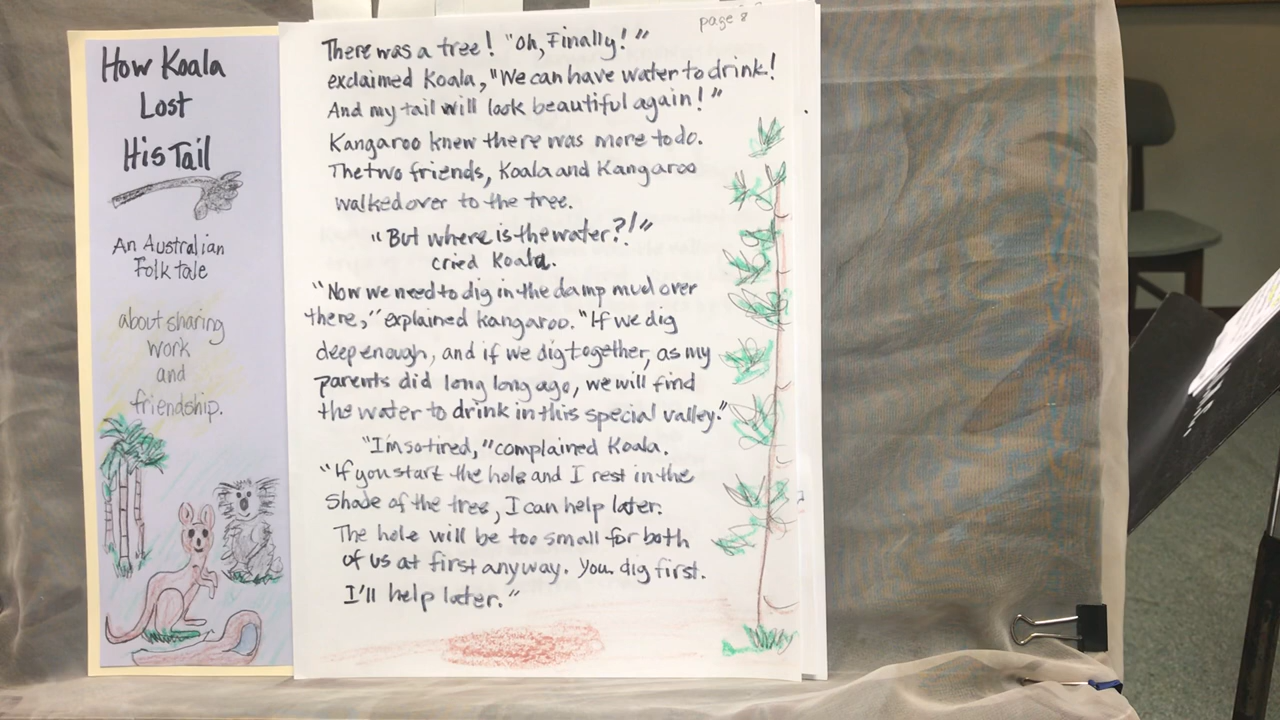 How Koala
Lost
His Tail
An Australian
Folk tale
about sharing
work
and
friendship.
page 8
There was a tree! "Oh, Finally!"
exclaimed Koala, "We can have water to drink!
And my tail will look beautiful again!"
Kangaroo knew there was more to do.
The two friends, Koala and Kangaroo
walked over to the tree.
"But where is the water?!"
cried Koala.
"Now we need to dig in the damp mud over
there," explained Kangaroo. "If we dig
deep enough, and if we dig together, as my
parents did long long ago, we will find
the water to drink in this special valley."
"I'm so tired," complained Koala.
"If you start the hole and I rest in the
Shade of the tree, I can help later.
The hole will be too small for both
of us at first anyway. You dig first.
I'll help later."